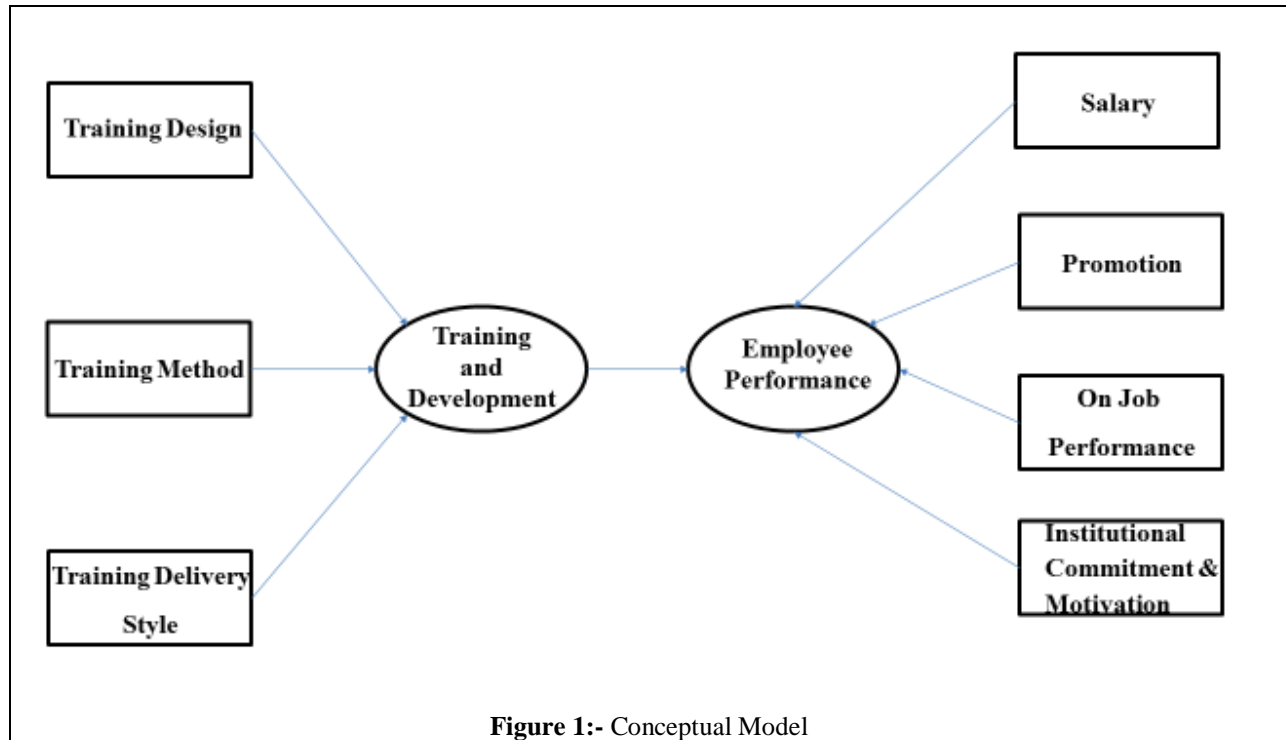 Training Design
Training Method
Training Delivery
Style
Training
and
Development
Employee
Performance
Salary
Promotion
On Job
Performance
Institutional
Commitment &
Motivation
Figure 1:- Conceptual Model